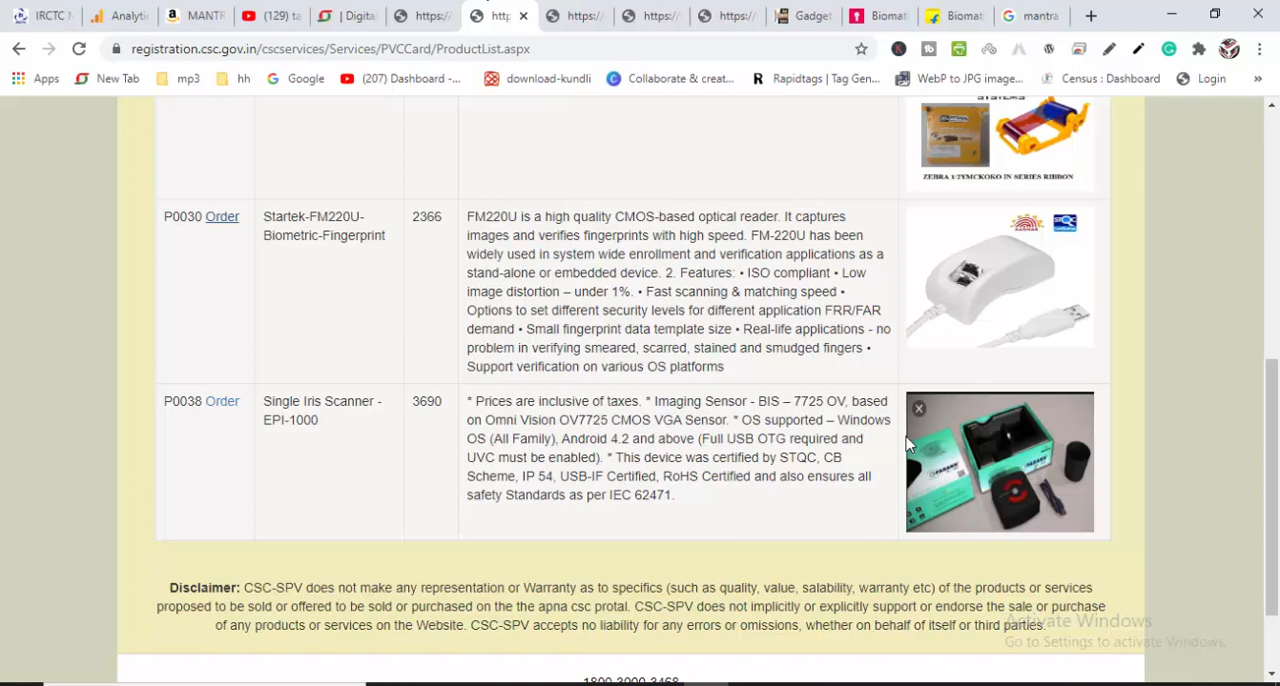 IRCTC N
Analyti
MANTR
(129) ta
| Digita
https://
htt
https:/
https:/
https:/
Gadget
Biomat
Biomat
mantra
registration.csc.gov.in/cscservices/Services/PVCCard/ProductList.aspx
Apps
New Tab
mp3
hh
Google
(207) Dashboard -...
download-kundli
Collaborate & creat...
Rapidtags | Tag Gen...
WebP to JPG image...
Census : Dashboard
Login
»
SYSTEMS
ZEBRA 1/2YMCKOKO IN SERIES RIBBON
P0030 Order
Startek-FM220U-
Biometric-Fingerprint
2366
FM220U is a high quality CMOS-based optical reader. It captures
images and verifies fingerprints with high speed. FM-220U has been
widely used in system wide enrollment and verification applications as a
stand-alone or embedded device. 2. Features: • ISO compliant • Low
image distortion – under 1%. • Fast scanning & matching speed •
Options to set different security levels for different application FRR/FAR
demand • Small fingerprint data template size • Real-life applications - no
problem in verifying smeared, scarred, stained and smudged fingers •
Support verification on various OS platforms
AADHAAR
STQC
P0038 Order
Single Iris Scanner -
EPI-1000
3690
* Prices are inclusive of taxes. * Imaging Sensor - BIS – 7725 OV, based
on Omni Vision OV7725 CMOS VGA Sensor. * OS supported – Windows
OS (All Family), Android 4.2 and above (Full USB OTG required and
UVC must be enabled). * This device was certified by STQC, CB
Scheme, IP 54, USB-IF Certified, RoHS Certified and also ensures all
safety Standards as per IEC 62471.
Disclaimer: CSC-SPV does not make any representation or Warranty as to specifics (such as quality, value, salability, warranty etc) of the products or services
proposed to be sold or offered to be sold or purchased on the the apna csc protal. CSC-SPV does not implicitly or explicitly support or endorse the sale or purchase
of any products or services on the Website. CSC-SPV accepts no liability for any errors or omissions, whether on behalf of itself or third parties.
Activate Windows
Go to Settings to activate Windows.
1800-3000-3468